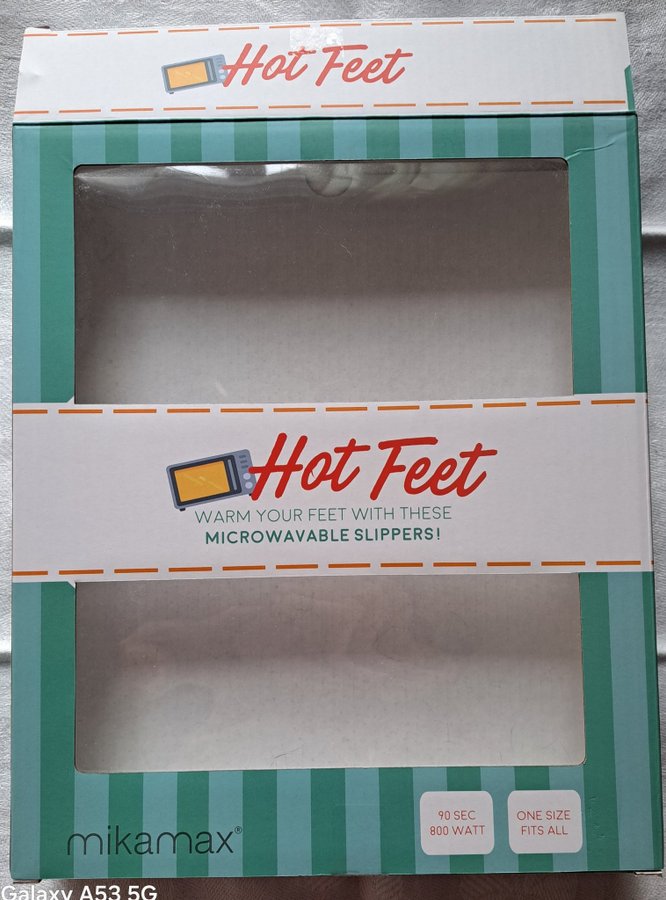 Hot Feet
Hot Feet
WARM YOUR FEET WITH THESE
MICROWAVABLE SLIPPERS!
90 SEC
800 WATT
ONE SIZE
FITS ALL
mikamax®
Galaxy A53 5G